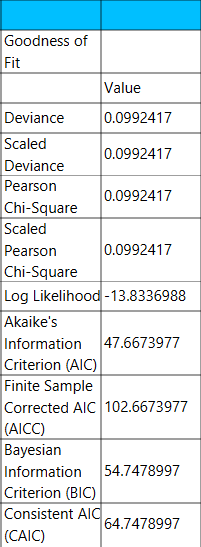 Goodness of
Fit
Value
Deviance 0.0992417
Scaled
Deviance 0.0992417
Pearson
Chi-Square 0.0992417
Scaled
Pearson
Chi-Square 0.0992417
Log Likelihood -13.8336988
Akaike's
Information
Criterion (AIC) 47.6673977
Finite Sample
Corrected AIC
(AICC) 102.6673977
Bayesian
Information
Criterion (BIC) 54.7478997
Consistent AIC
(CAIC) 64.7478997